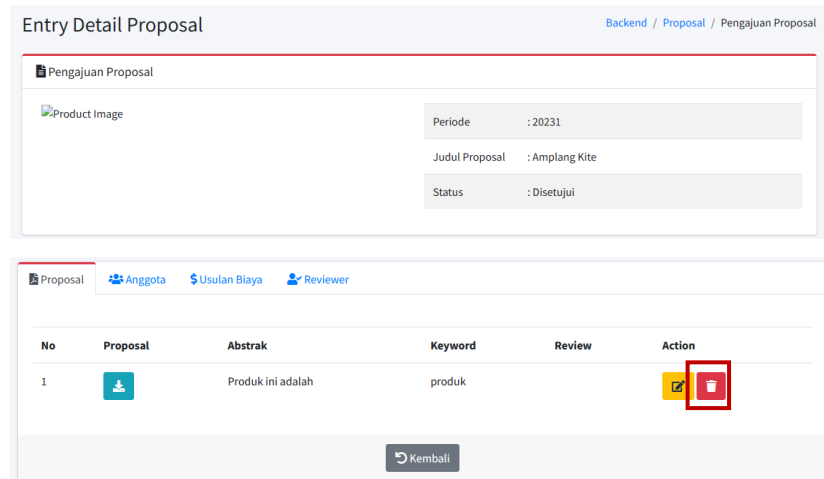 Entry Detail Proposal
Backend / Proposal / Pengajuan Proposal
Pengajuan Proposal
Product Image
Periode : 20231
Judul Proposal : Amplang Kite
Status : Disetujui
Proposal Anggota Usulan Biaya Reviewer
No Proposal Abstrak Keyword Review Action
1 Produk ini adalah produk
Kembali